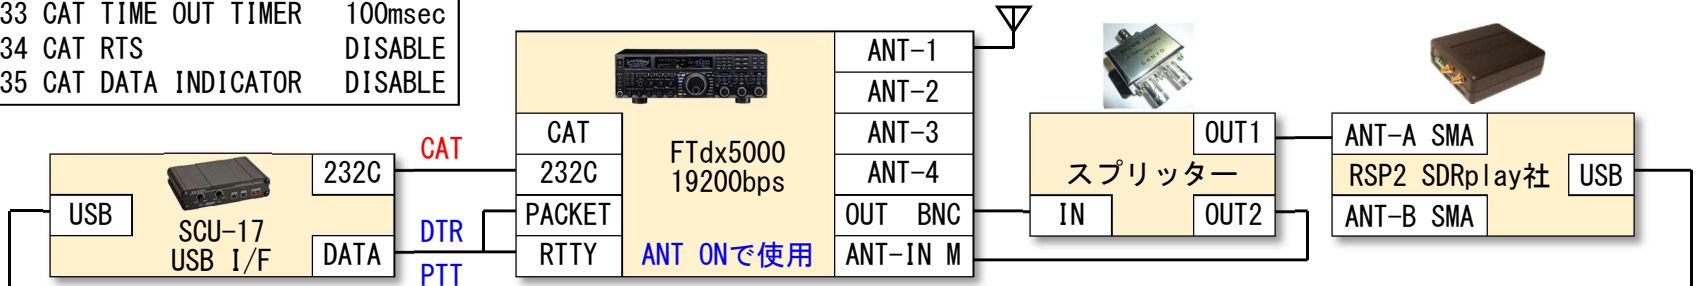 33 CAT TIME OUT TIMER 100msec
34 CAT RTS DISABLE
35 CAT DATA INDICATOR DISABLE
USB
SCU-17
USB I/F
232C
DATA
CAT
DTR
PTT
CAT
232C
PACKET
RTTY
FTdx5000
19200bps
ANT ONで使用
ANT-1
ANT-2
ANT-3
ANT-4
OUT BNC
ANT-IN M
スプリッター
IN
OUT1
OUT2
ANT-A SMA
RSP2 SDRplay社
ANT-B SMA
USB